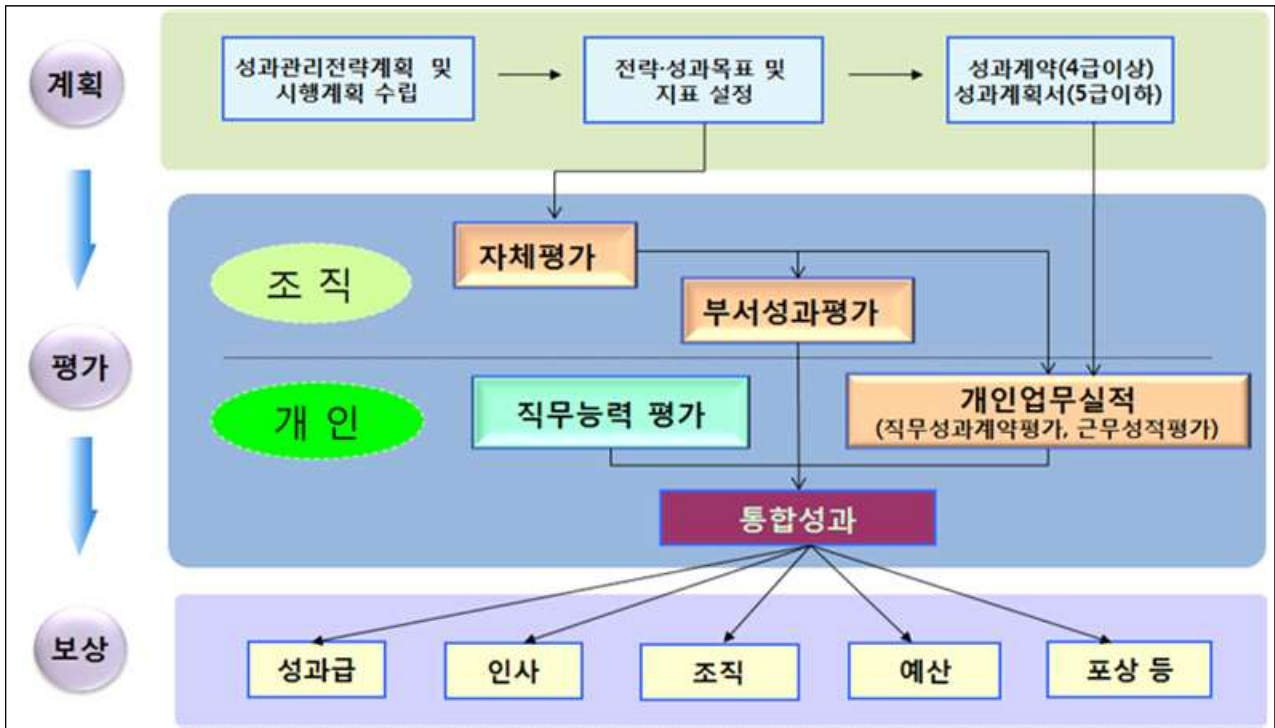 계획
성과관리전략계획 및
시행계획 수립
전략·성과목표 및
지표 설정
성과계약(4급이상)
성과계획서(5급이하)
평가
조 직
자체평가
부서성과평가
개 인
직무능력 평가
개인업무실적
(직무성과계약평가, 근무성적평가)
통합성과
보상
성과급
인사
조직
예산
포상 등